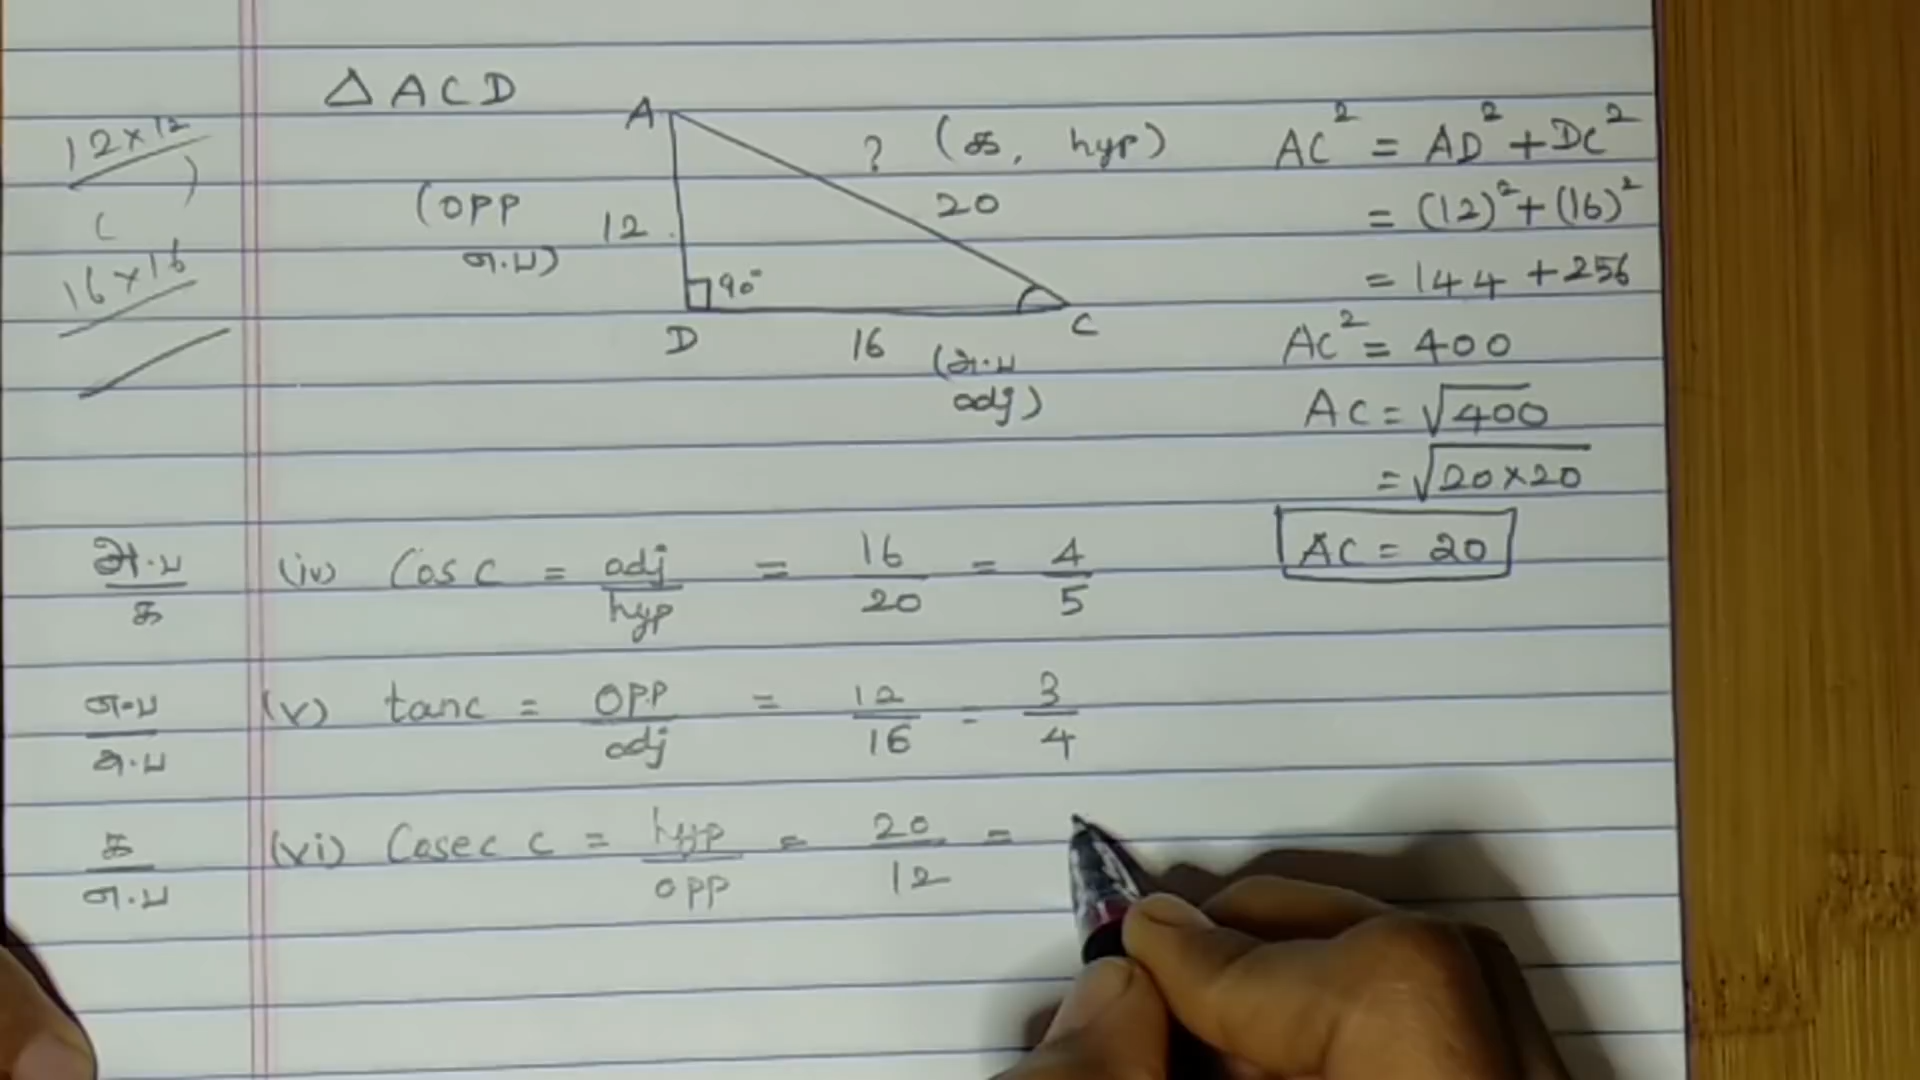 △ ACD
A
? (க, hyp)
20
(opp
எ.ப)
12
90°
D
16
C
(அ.ப
adj)
12×12
16×16
AC² = AD² + DC²
= (12)² + (16)²
= 144 + 256
AC² = 400
AC = √400
= √20×20
AC = 20
அ.ப/க (iv) Cos C = adj/hyp = 16/20 = 4/5
எ.ப/அ.ப (v) tanc = opp/adj = 12/16 = 3/4
க/எ.ப (vi) Cosec c = hyp/opp = 20/12 =